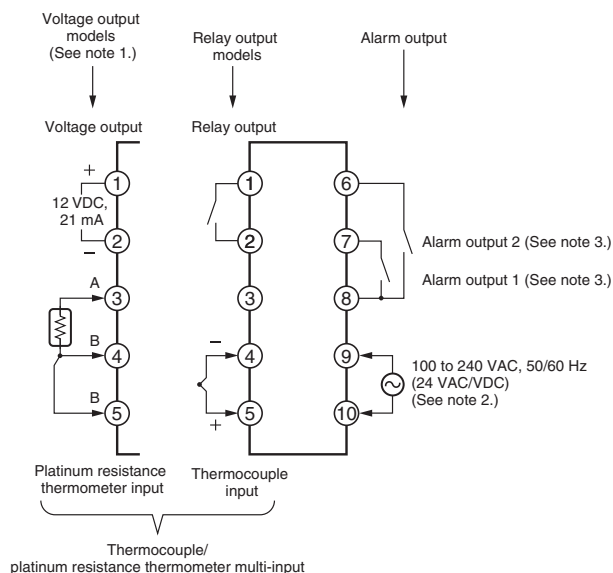 Voltage output
models
(See note 1.)
Relay output
models
Alarm output
Voltage output
Relay output
+
1
12 VDC,
21 mA
2
−
A
3
B
4
B
5
1
2
3
−
4
5
+
6
7
8
9
10
Alarm output 2 (See note 3.)
Alarm output 1 (See note 3.)
100 to 240 VAC, 50/60 Hz
(24 VAC/VDC)
(See note 2.)
Platinum resistance
thermometer input
Thermocouple
input
Thermocouple/
platinum resistance thermometer multi-input